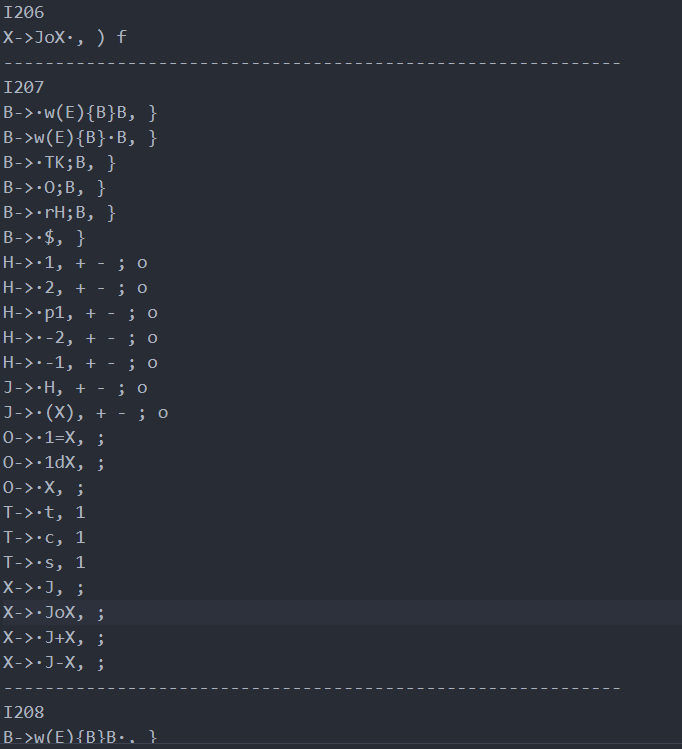 I206
X->JoX·, ) f
------------------------------------------------------------
I207
B->·w(E){B}B, }
B->w(E){B}·B, }
B->·TK;B, }
B->·O;B, }
B->·rH;B, }
B->·$, }
H->·1, + - ; o
H->·2, + - ; o
H->·p1, + - ; o
H->·-2, + - ; o
H->·-1, + - ; o
J->·H, + - ; o
J->·(X), + - ; o
O->·1=X, ;
O->·1dX, ;
O->·X, ;
T->·t, 1
T->·c, 1
T->·s, 1
X->·J, ;
X->·JoX, ;
X->·J+X, ;
X->·J-X, ;
------------------------------------------------------------
I208
B->w(E){B}B·, }